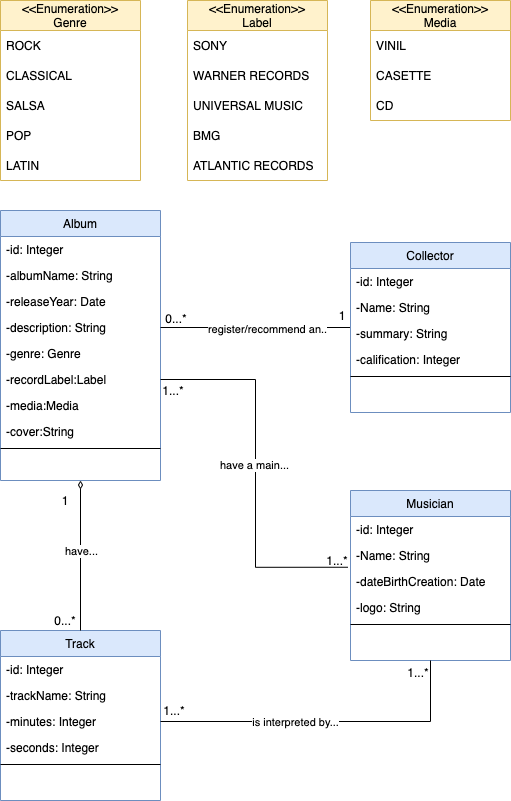 <<Enumeration>>
Genre
ROCK
CLASSICAL
SALSA
POP
LATIN
<<Enumeration>>
Label
SONY
WARNER RECORDS
UNIVERSAL MUSIC
BMG
ATLANTIC RECORDS
<<Enumeration>>
Media
VINIL
CASETTE
CD
Album
-id: Integer
-albumName: String
-releaseYear: Date
-description: String
-genre: Genre
-recordLabel:Label
-media:Media
-cover:String
0...*
register/recommend an..
1
Collector
-id: Integer
-Name: String
-summary: String
-calification: Integer
1...*
have a main...
1...*
Musician
-id: Integer
-Name: String
-dateBirthCreation: Date
-logo: String
1
have...
0...*
Track
-id: Integer
-trackName: String
-minutes: Integer
-seconds: Integer
1...*
is interpreted by...
1...*